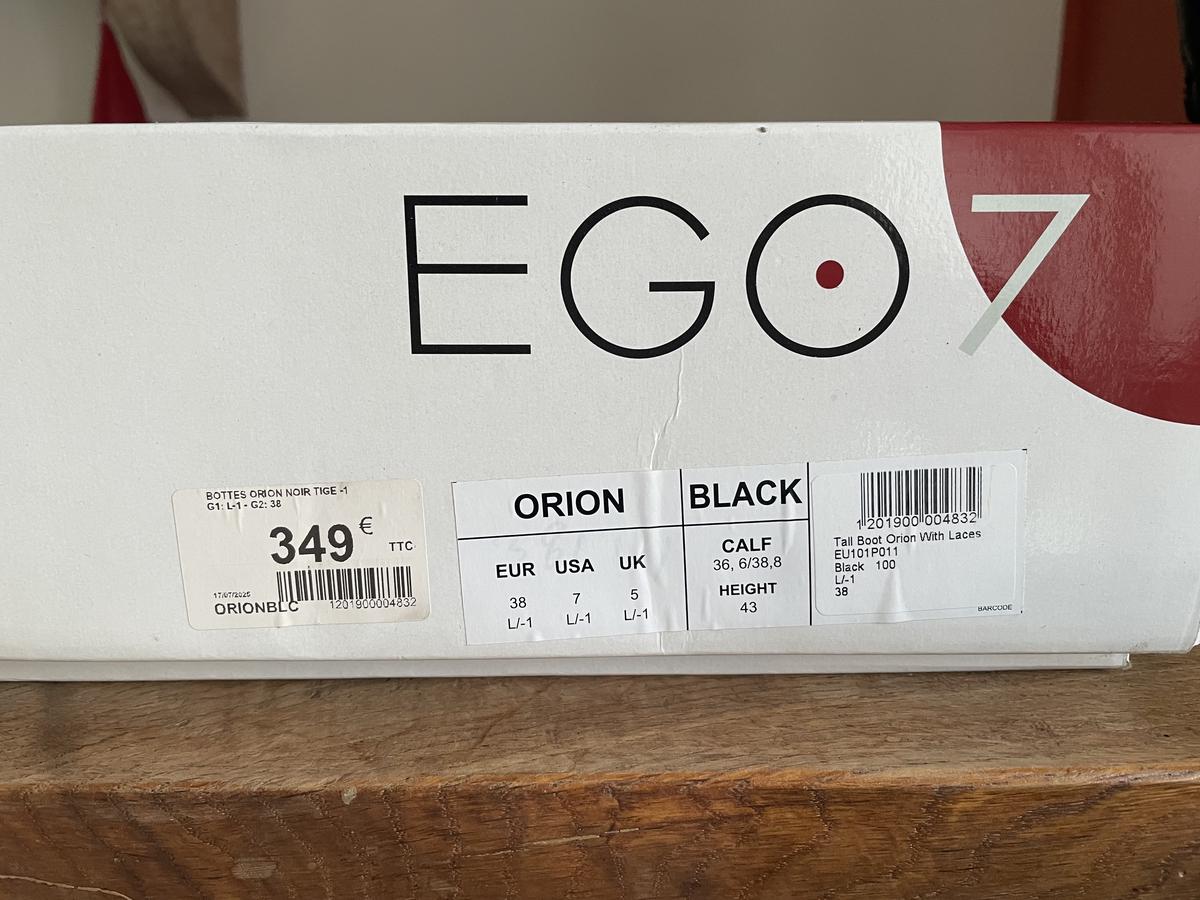 EGO7
BOTTES ORION NOIR TIGE -1
G1: L-1 - G2: 38
349 €
TTC
17/07/2025
ORIONBLC
1201900004832
ORION
EUR USA UK
38 7 5
L/-1 L/-1 L/-1
BLACK
CALF
36, 6/38,8
HEIGHT
43
1 201900 004832
Tall Boot Orion With Laces
EU101P011
Black 100
L/-1
38
BARCODE